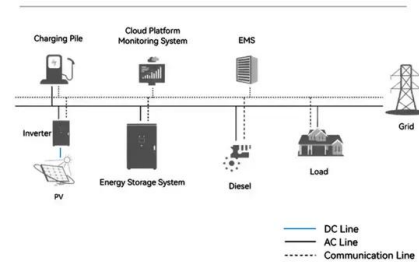 Charging Pile
Cloud Platform
Monitoring System
EMS
Grid
Inverter
PV
Energy Storage System
Diesel
Load
DC Line
AC Line
Communication Line